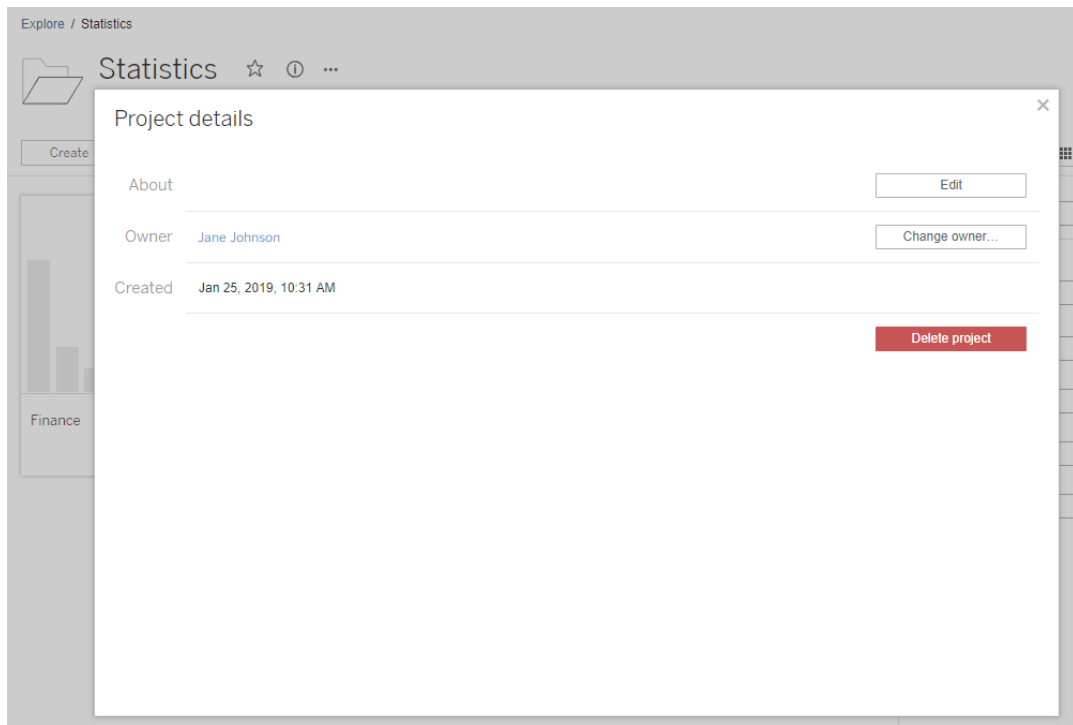 Explore / Statistics
Statistics
Project details
Create
About
Edit
Owner Jane Johnson
Change owner...
Created Jan 25, 2019, 10:31 AM
Delete project
Finance